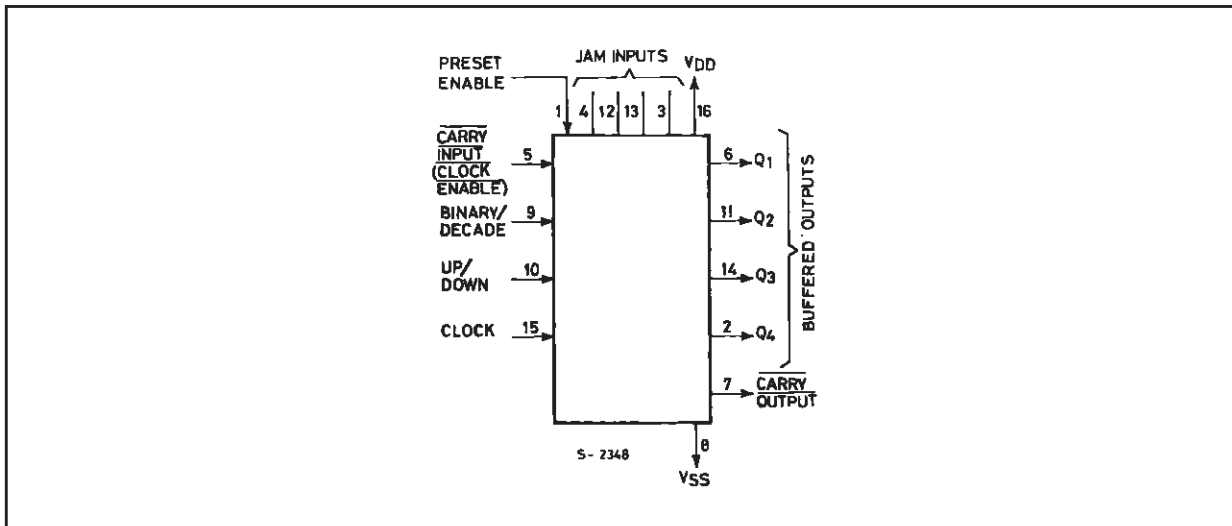 PRESET
ENABLE
JAM INPUTS
VDD
1 4 12 13 3 16
CARRY
INPUT
(CLOCK
ENABLE)
5
BINARY/
DECADE
9
UP/
DOWN
10
CLOCK
15
6 Q1
11 Q2
14 Q3
2 Q4
BUFFERED OUTPUTS
7 CARRY
OUTPUT
8
VSS
S-2348